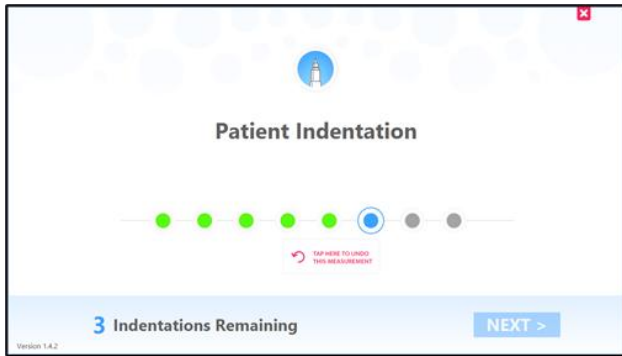 Patient Indentation
TAP HERE TO UNDO
THIS MEASUREMENT
3 Indentations Remaining
NEXT >
Version 1.4.2